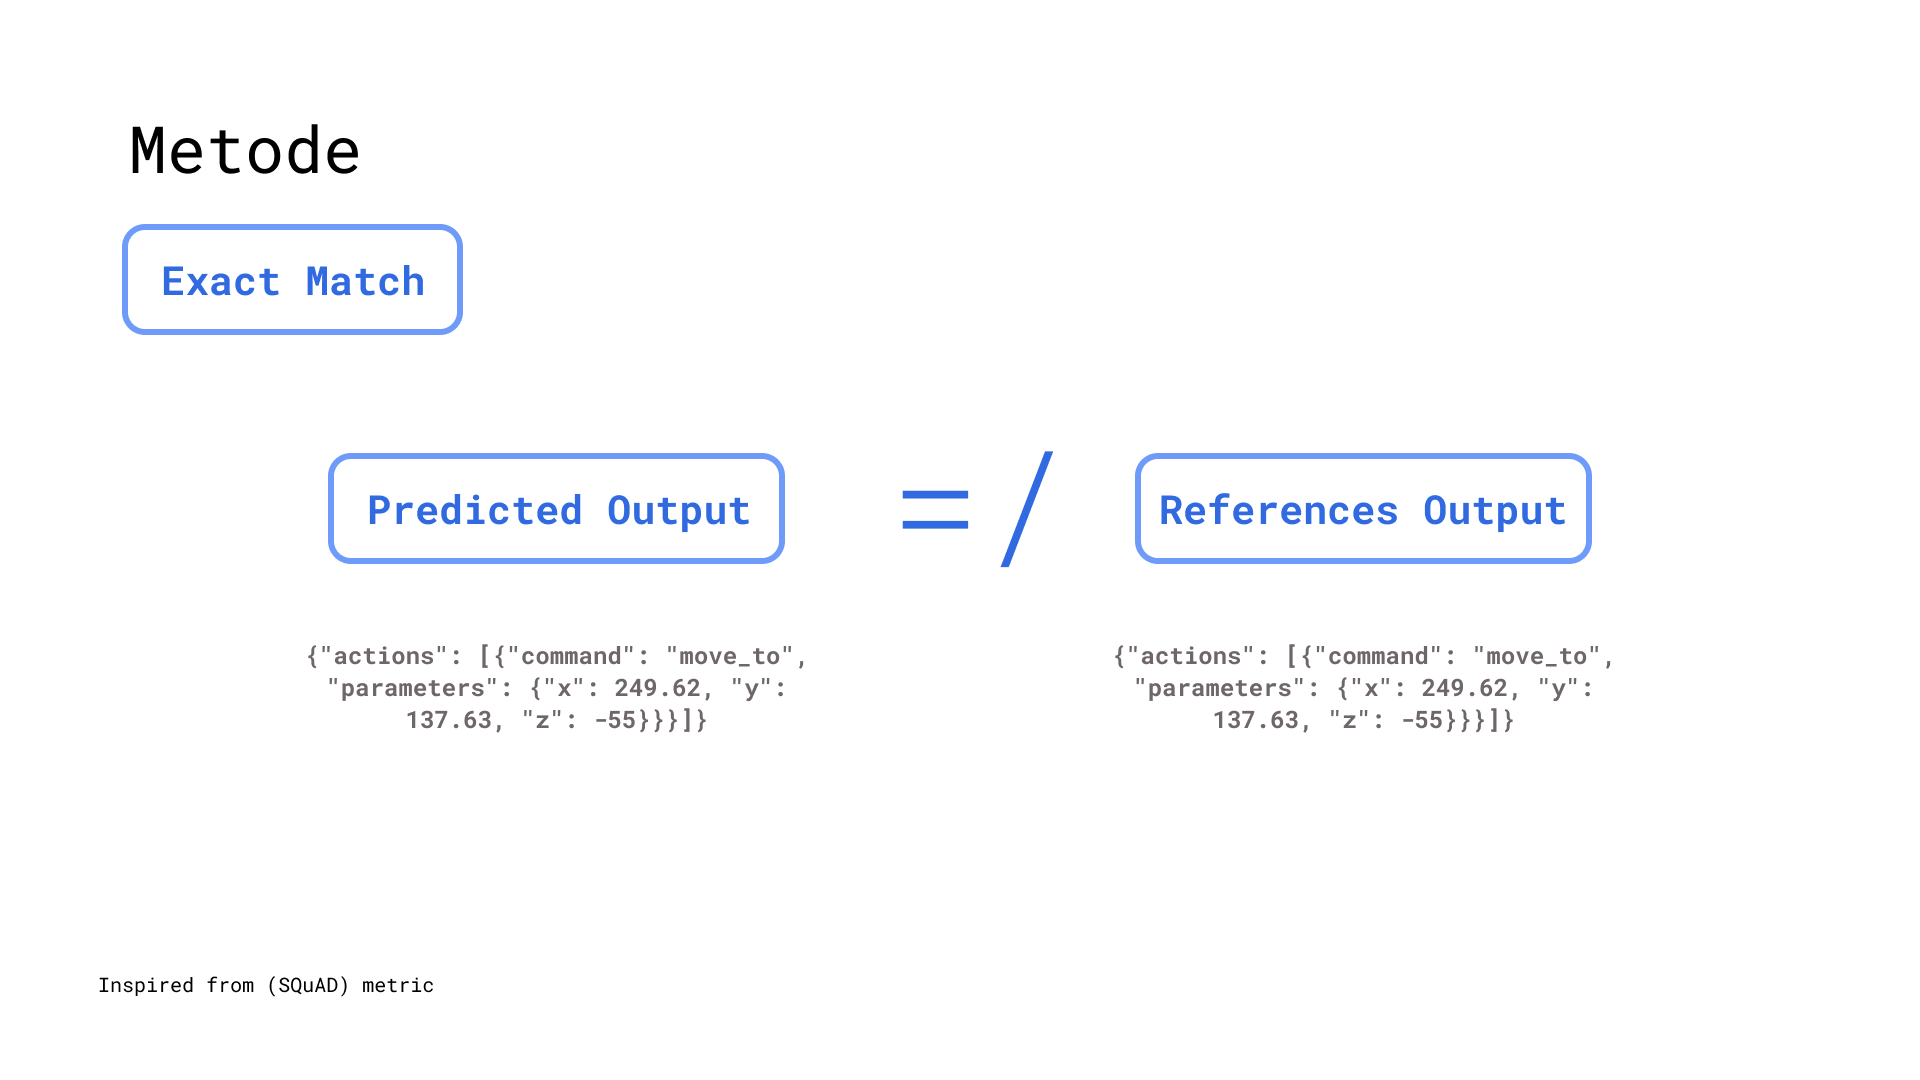 Metode
Exact Match
Predicted Output
=/
References Output
{"actions": [{"command": "move_to",
"parameters": {"x": 249.62, "y":
137.63, "z": -55}}}]}
{"actions": [{"command": "move_to",
"parameters": {"x": 249.62, "y":
137.63, "z": -55}}}]}
Inspired from (SQuAD) metric